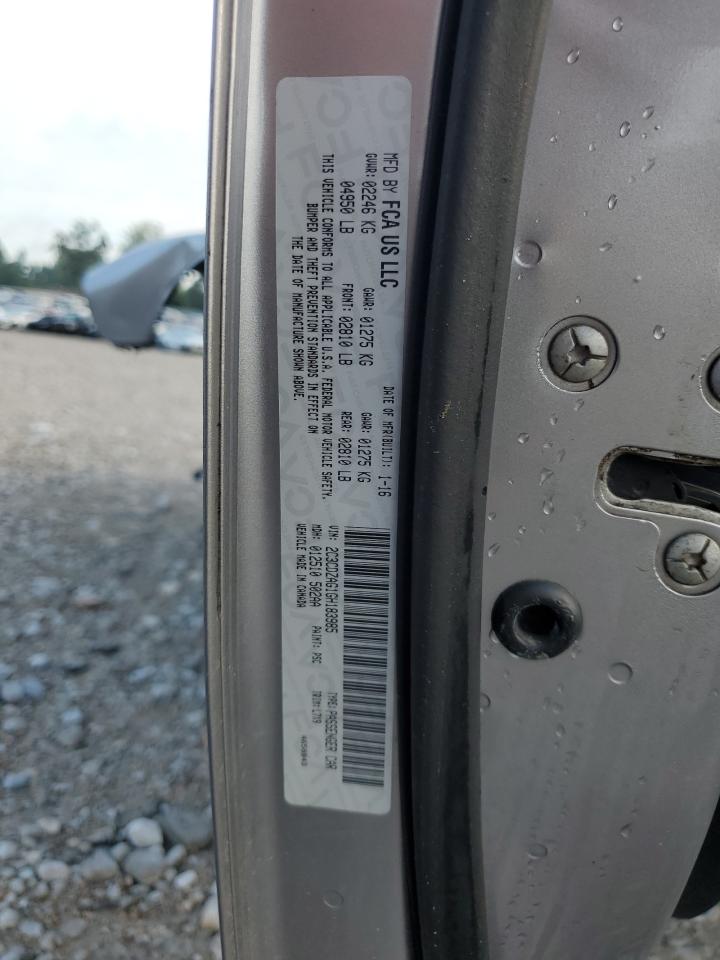 MFD BY FCA US LLC
DATE OF MFR(BUILT): 1-16
GVWR: 02246 KG
GAWR: 01275 KG
GAWR: 01275 KG
04950 LB
FRONT: 02810 LB
REAR: 02810 LB
THIS VEHICLE CONFORMS TO ALL APPLICABLE U.S.A. FEDERAL MOTOR VEHICLE SAFETY,
BUMPER AND THEFT PREVENTION STANDARDS IN EFFECT ON
THE DATE OF MANUFACTURE SHOWN ABOVE.
VIN: 2C3CDZAG1GH183985
TYPE: PASSENGER CAR
MDH: 012510 502AA
PAINT: PSC
TRIM: L7T9
VEHICLE MADE IN CANADA